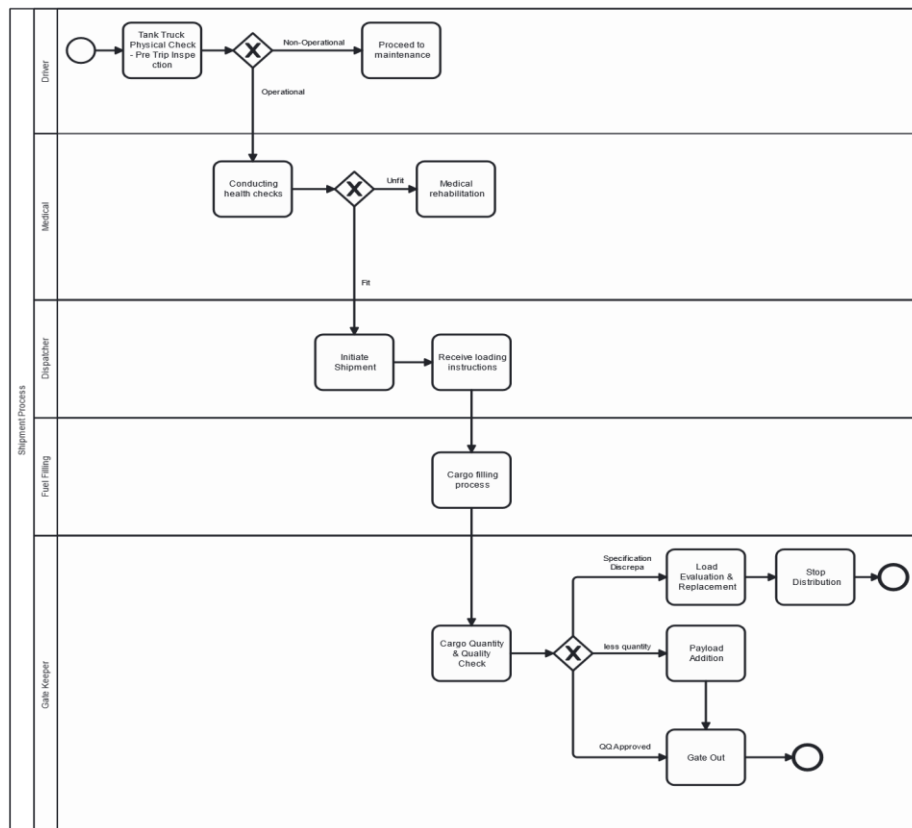 Shipment Process
Driver
Tank Truck
Physical Check
- Pre Trip Inspe
ction
Non-Operational
Proceed to
maintenance
Operational
Medical
Conducting
health checks
Unfit
Medical
rehabilitation
Fit
Dispatcher
Initiate
Shipment
Receive loading
instructions
Fuel Filling
Cargo filling
process
Gate Keeper
Cargo Quantity
& Quality
Check
Specification
Discrepa
Load
Evaluation &
Replacement
Stop
Distribution
less quantity
Payload
Addition
QQ Approved
Gate Out